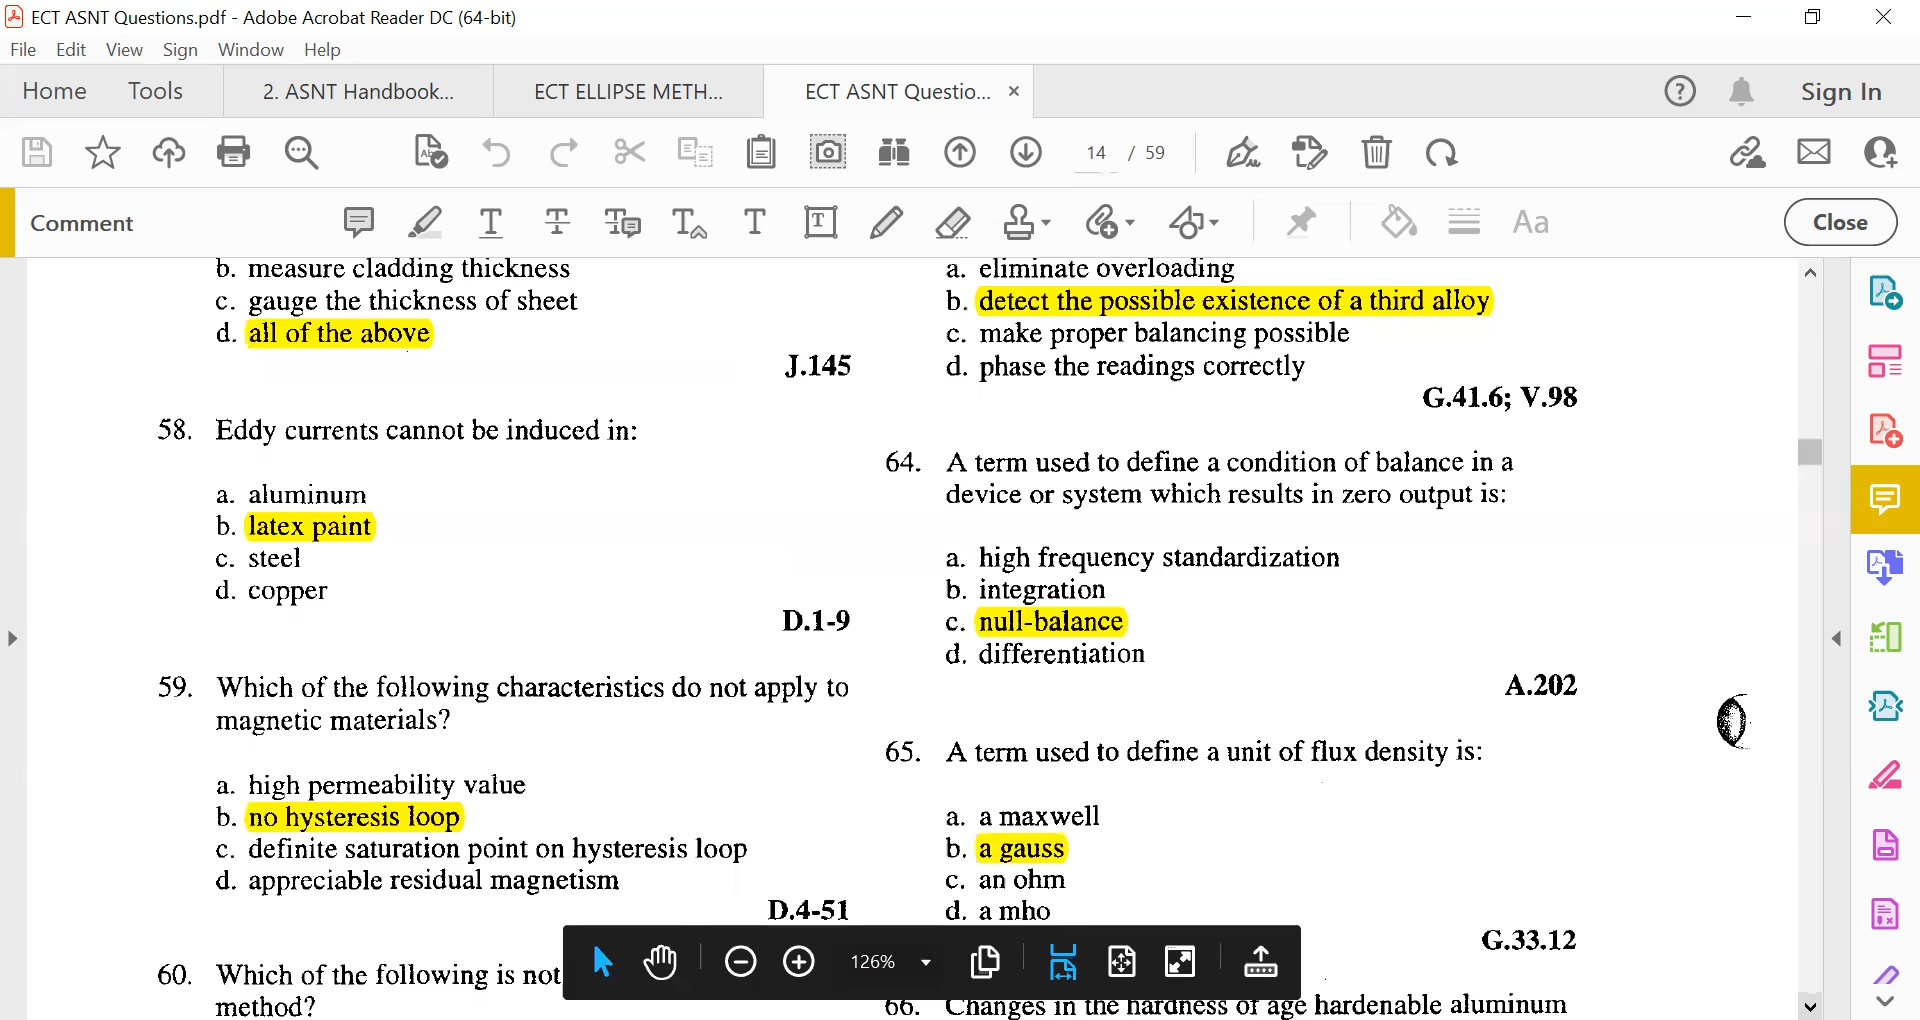 ECT ASNT Questions.pdf - Adobe Acrobat Reader DC (64-bit)
File Edit View Sign Window Help
Home Tools 2. ASNT Handbook... ECT ELLIPSE METH... ECT ASNT Questio... × Sign In
14 / 59
Comment Close
b. measure cladding thickness
c. gauge the thickness of sheet
d. all of the above
J.145
58. Eddy currents cannot be induced in:
a. aluminum
b. latex paint
c. steel
d. copper
D.1-9
59. Which of the following characteristics do not apply to
magnetic materials?
a. high permeability value
b. no hysteresis loop
c. definite saturation point on hysteresis loop
d. appreciable residual magnetism
D.4-51
60. Which of the following is not
method?
a. eliminate overloading
b. detect the possible existence of a third alloy
c. make proper balancing possible
d. phase the readings correctly
G.41.6; V.98
64. A term used to define a condition of balance in a
device or system which results in zero output is:
a. high frequency standardization
b. integration
c. null-balance
d. differentiation
A.202
65. A term used to define a unit of flux density is:
a. a maxwell
b. a gauss
c. an ohm
d. a mho
G.33.12
66. Changes in the hardness of age hardenable aluminum
126%